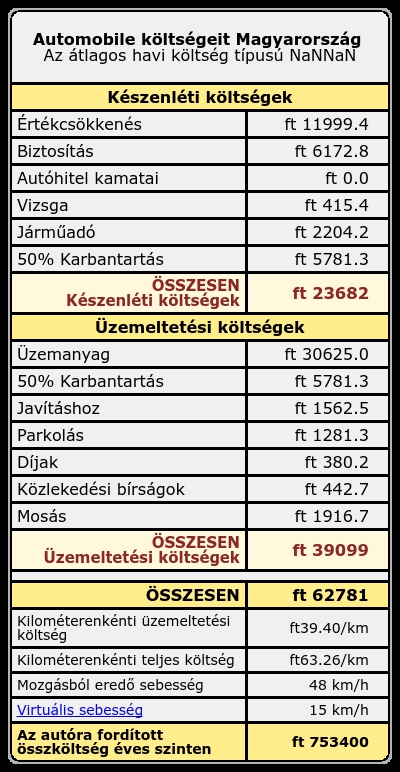 Automobile költségeit Magyarország
Az átlagos havi költség típusú NaNNaN
Készenléti költségek
Értékcsökkenés ft 11999.4
Biztosítás ft 6172.8
Autóhitel kamatai ft 0.0
Vizsga ft 415.4
Járműadó ft 2204.2
50% Karbantartás ft 5781.3
ÖSSZESEN
Készenléti költségek ft 23682
Üzemeltetési költségek
Üzemanyag ft 30625.0
50% Karbantartás ft 5781.3
Javításhoz ft 1562.5
Parkolás ft 1281.3
Díjak ft 380.2
Közlekedési bírságok ft 442.7
Mosás ft 1916.7
ÖSSZESEN
Üzemeltetési költségek ft 39099
ÖSSZESEN ft 62781
Kilométerenkénti üzemeltetési
költség ft39.40/km
Kilométerenkénti teljes költség ft63.26/km
Mozgásból eredő sebesség 48 km/h
Virtuális sebesség 15 km/h
Az autóra fordított
összköltség éves szinten ft 753400